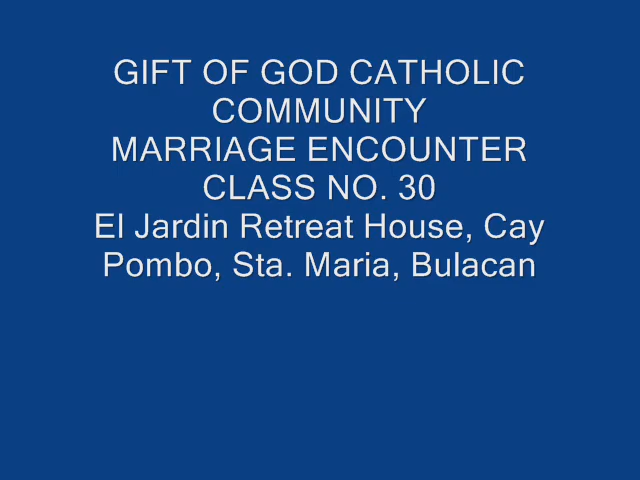 GIFT OF GOD CATHOLIC
COMMUNITY
MARRIAGE ENCOUNTER
CLASS NO. 30
El Jardin Retreat House, Cay
Pombo, Sta. Maria, Bulacan